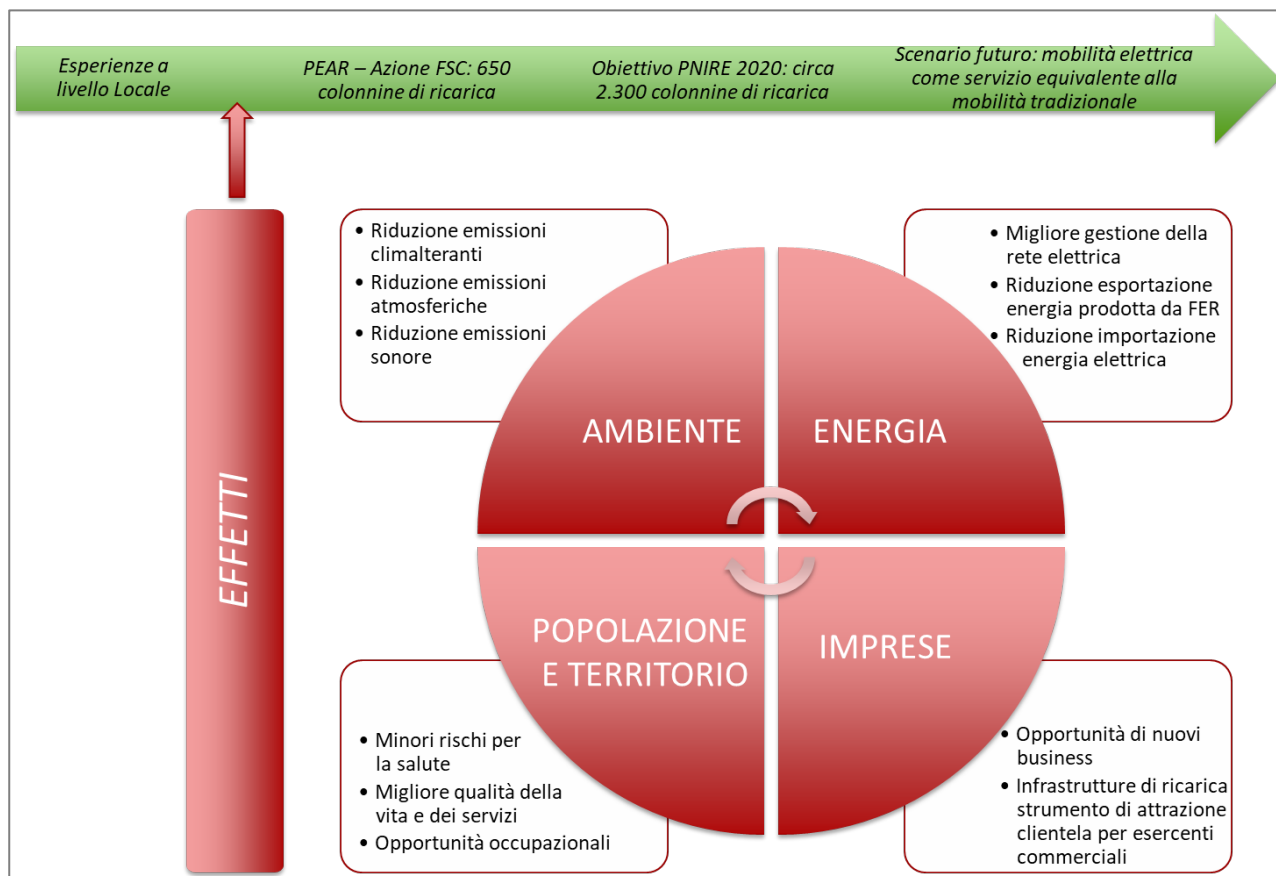 Esperienze a
livello Locale
PEAR – Azione FSC: 650
colonnine di ricarica
Obiettivo PNIRE 2020: circa
2.300 colonnine di ricarica
Scenario futuro: mobilità elettrica
come servizio equivalente alla
mobilità tradizionale
EFFETTI
• Riduzione emissioni
climalteranti
• Riduzione emissioni
atmosferiche
• Riduzione emissioni
sonore
• Migliore gestione della
rete elettrica
• Riduzione esportazione
energia prodotta da FER
• Riduzione importazione
energia elettrica
AMBIENTE
ENERGIA
POPOLAZIONE
E TERRITORIO
IMPRESE
• Minori rischi per
la salute
• Migliore qualità della
vita e dei servizi
• Opportunità occupazionali
• Opportunità di nuovi
business
• Infrastrutture di ricarica
strumento di attrazione
clientela per esercenti
commerciali